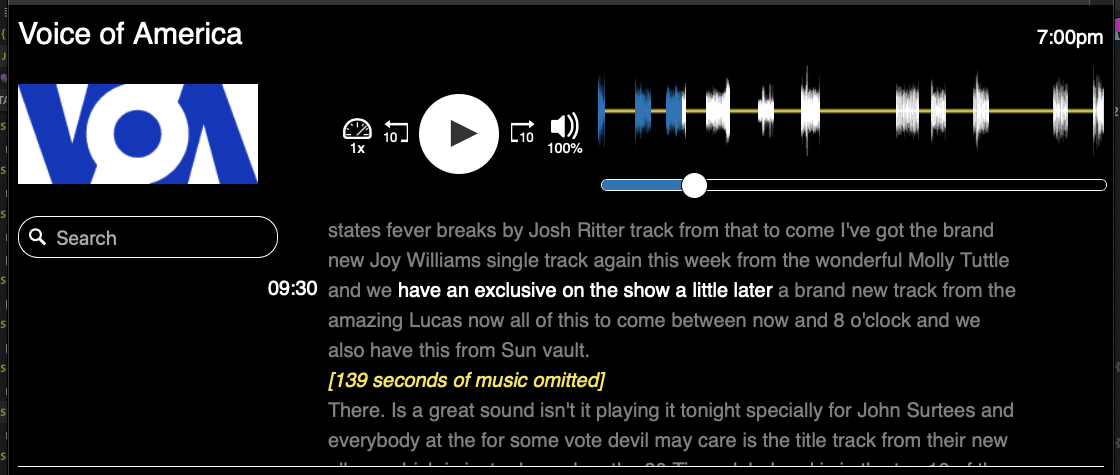 Voice of America
7:00pm
VOA
1x
10
10
100%
Search
states fever breaks by Josh Ritter track from that to come I've got the brand
new Joy Williams single track again this week from the wonderful Molly Tuttle
09:30
and we have an exclusive on the show a little later a brand new track from the
amazing Lucas now all of this to come between now and 8 o'clock and we
also have this from Sun vault.
[139 seconds of music omitted]
There. Is a great sound isn't it playing it tonight specially for John Surtees and
everybody at the for some vote devil may care is the title track from their new